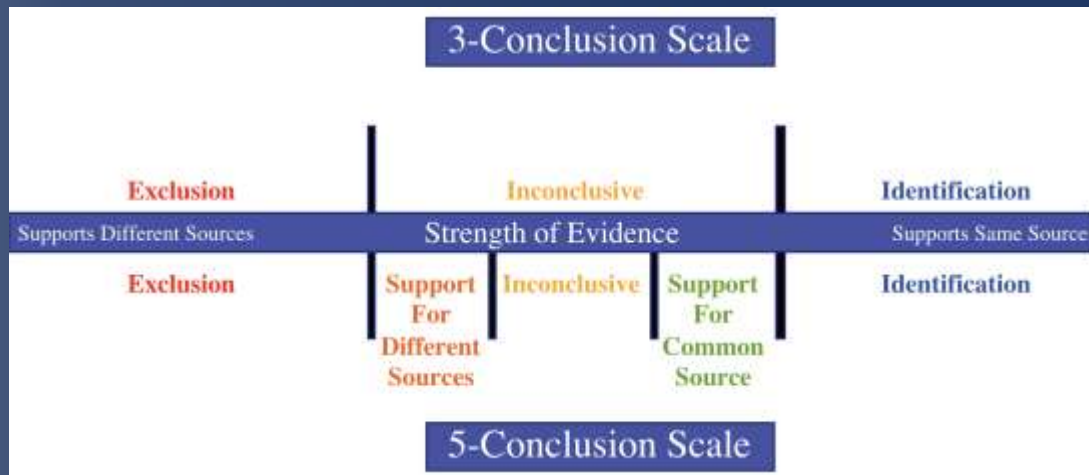 3-Conclusion Scale
Exclusion Inconclusive Identification
Supports Different Sources Strength of Evidence Supports Same Source
Exclusion Support Inconclusive Support Identification
For For
Different Common
Sources Source
5-Conclusion Scale